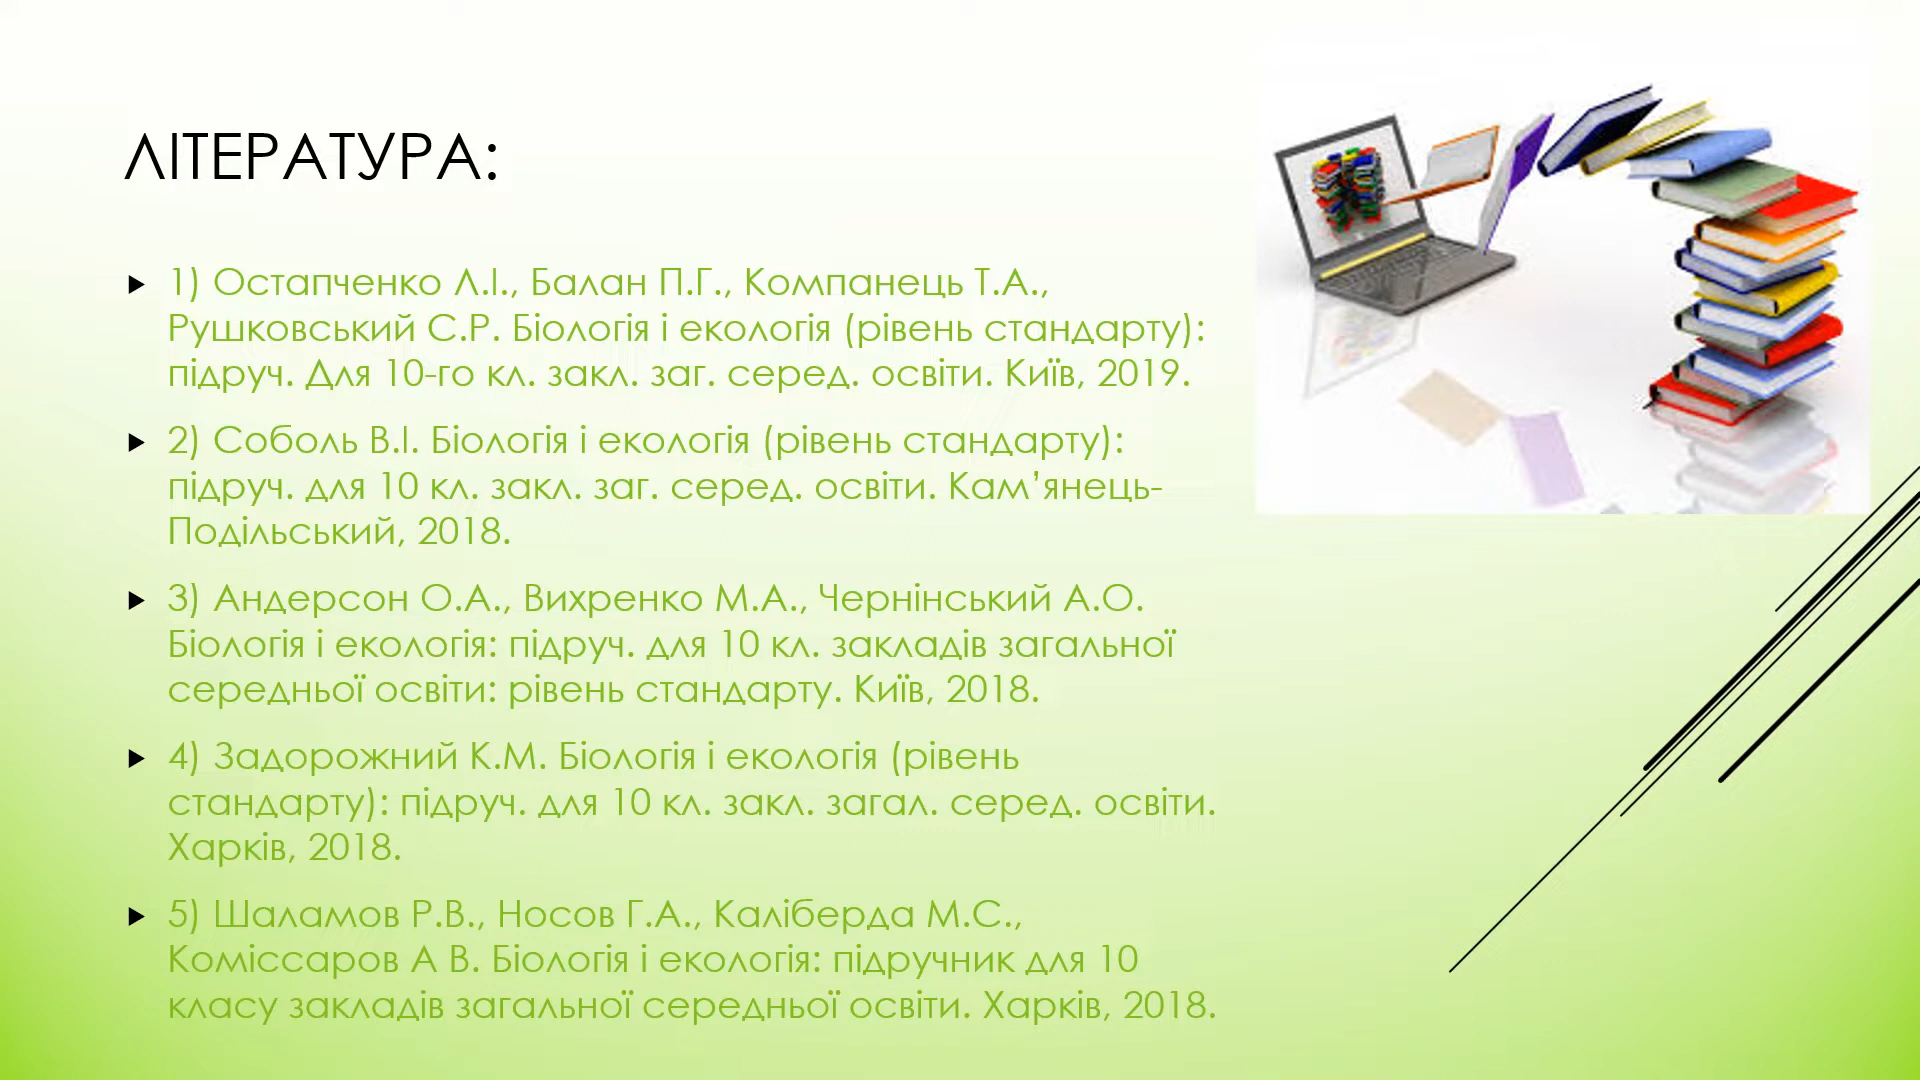 ЛІТЕРАТУРА:
1) Остапченко Л.І., Балан П.Г., Компанець Т.А.,
Рушковський С.Р. Біологія і екологія (рівень стандарту):
підруч. Для 10-го кл. закл. заг. серед. освіти. Київ, 2019.
2) Соболь В.І. Біологія і екологія (рівень стандарту):
підруч. для 10 кл. закл. заг. серед. освіти. Кам’янець-
Подільський, 2018.
3) Андерсон О.А., Вихренко М.А., Чернінський А.О.
Біологія і екологія: підруч. для 10 кл. закладів загальної
середньої освіти: рівень стандарту. Київ, 2018.
4) Задорожний К.М. Біологія і екологія (рівень
стандарту): підруч. для 10 кл. закл. загал. серед. освіти.
Харків, 2018.
5) Шаламов Р.В., Носов Г.А., Каліберда М.С.,
Коміссаров А В. Біологія і екологія: підручник для 10
класу закладів загальної середньої освіти. Харків, 2018.